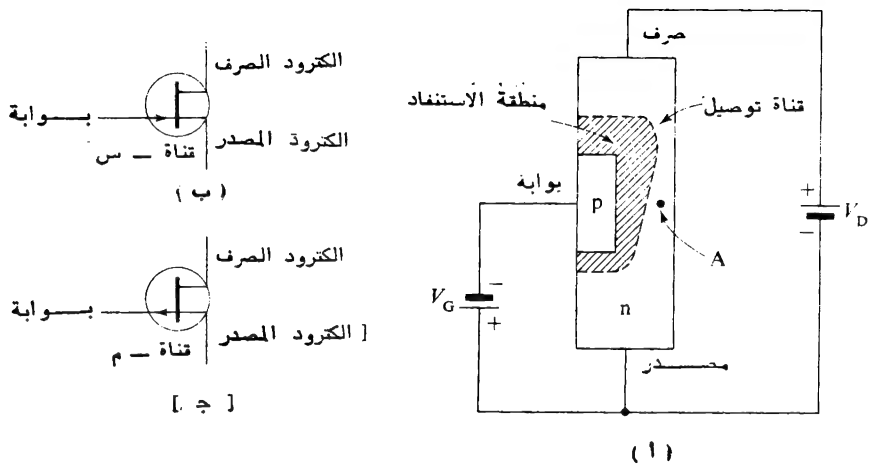 صرف
قناة توصيل
منطقة الاستنفاد
بوابة
p
A
n
V_G
−
+
+
−
V_D
مصدر
(أ)
الكترود الصرف
بوابة
الكترود المصدر
قناة – س
(ب)
الكترود الصرف
بوابة
الكترود المصدر ]
قناة – م
[ جـ ]